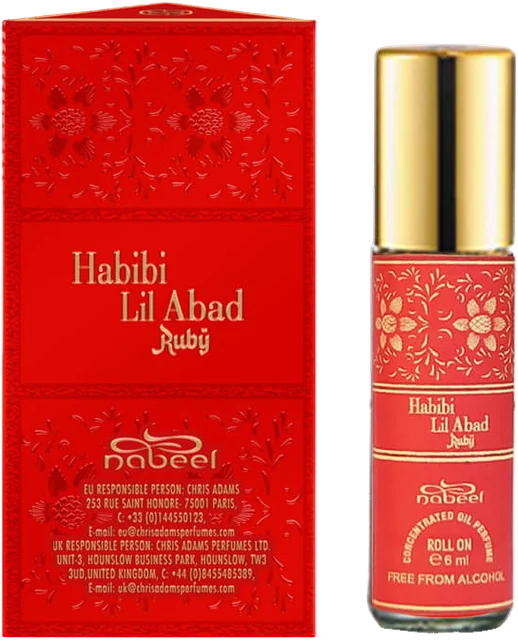 Habibi
Lil Abad
Rubÿ
nabeel
EU RESPONSIBLE PERSON: CHRIS ADAMS
253 RUE SAINT HONORE- 75001 PARIS,
C: +33 (0)144550123,
E-mail: eu@chrisadamsperfumes.com
UK RESPONSIBLE PERSON: CHRIS ADAMS PERFUMES LTD.
UNIT-3, HOUNSLOW BUSINESS PARK, HOUNSLOW, TW3
3UD,UNITED KINGDOM, C: +44 (0)8455485389,
E-mail: uk@chrisadamsperfumes.com
Habibi
Lil Abad
Rubÿ
nabeel
CONCENTRATED OIL PERFUME
ROLL ON
℮ 6 ml
FREE FROM ALCOHOL